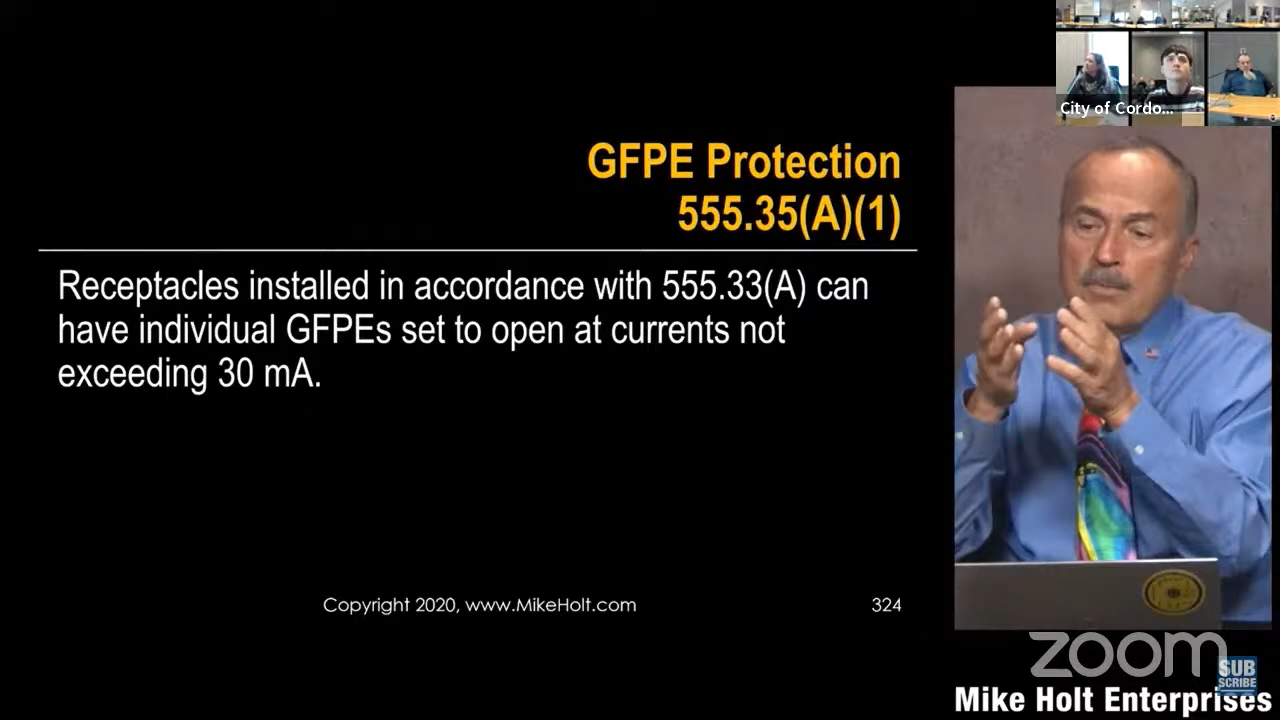 City of Cordo...
GFPE Protection
555.35(A)(1)
Receptacles installed in accordance with 555.33(A) can
have individual GFPEs set to open at currents not
exceeding 30 mA.
Copyright 2020, www.MikeHolt.com
324
zoom
SUB
SCRIBE
Mike Holt Enterprises